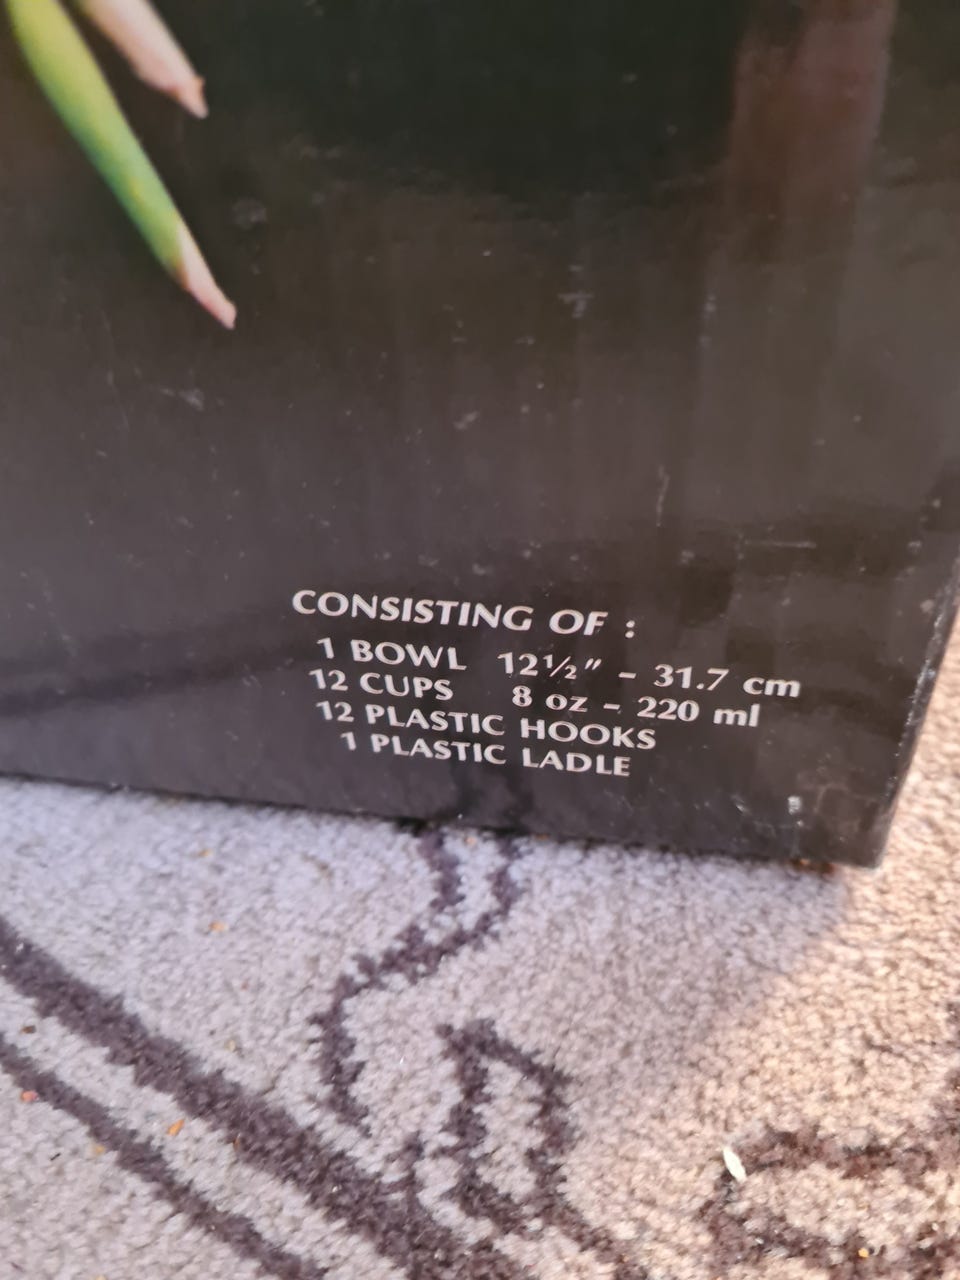 CONSISTING OF :
1 BOWL 12½″ – 31.7 cm
12 CUPS 8 oz – 220 ml
12 PLASTIC HOOKS
1 PLASTIC LADLE